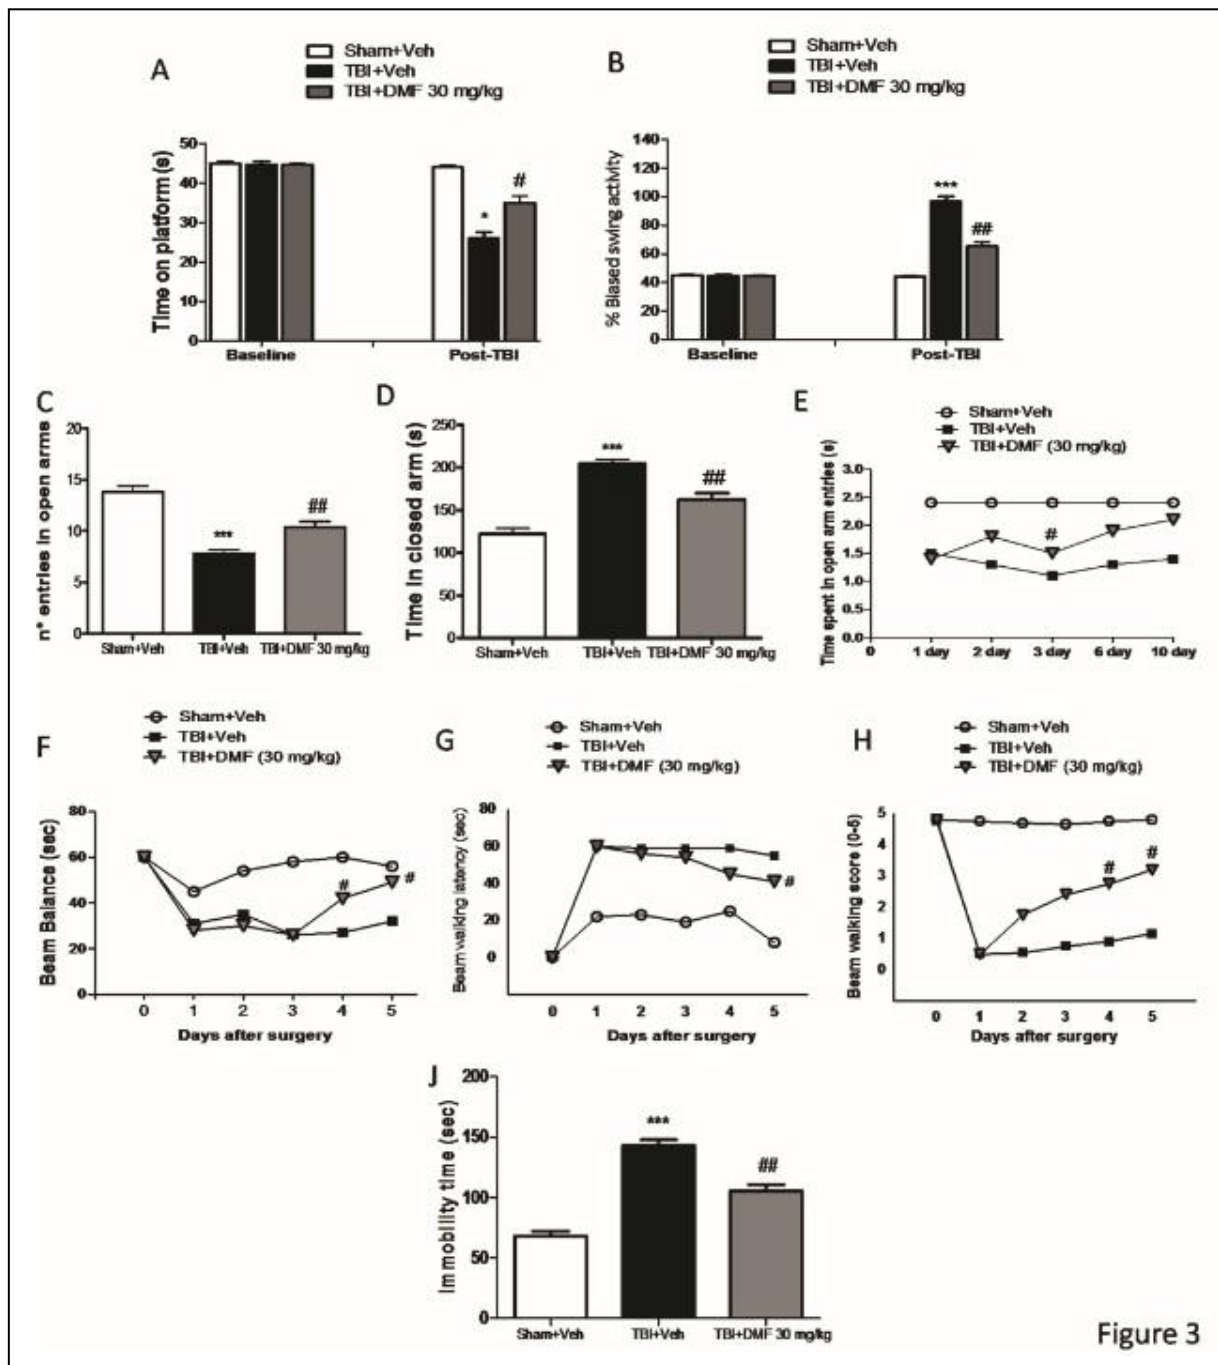 A
Sham+Veh
TBI+Veh
TBI+DMF 30 mg/kg
Time on platform (s)
50
40
30
20
10
0
*
#
Baseline
Post-TBI
B
Sham+Veh
TBI+Veh
TBI+DMF 30 mg/kg
% Biased swing activity
140
120
100
80
60
40
20
0
***
##
Baseline
Post-TBI
C
n° entries in open arms
20
15
10
5
0
***
##
Sham+Veh
TBI+Veh
TBI+DMF 30 mg/kg
D
Time in closed arm (s)
250
200
150
100
50
0
***
##
Sham+Veh
TBI+Veh
TBI+DMF 30 mg/kg
E
Sham+Veh
TBI+Veh
TBI+DMF (30 mg/kg)
Time spent in open arm entries (s)
3.0
2.4
2.0
1.5
1.0
0.5
0.0
#
0
1 day
2 day
3 day
6 day
10 day
F
Sham+Veh
TBI+Veh
TBI+DMF (30 mg/kg)
Beam Balance (sec)
80
60
40
20
0
#
#
0 1 2 3 4 5
Days after surgery
G
Sham+Veh
TBI+Veh
TBI+DMF (30 mg/kg)
Beam walking latency (sec)
80
60
40
20
0
#
0 1 2 3 4 5
Days after surgery
H
Sham+Veh
TBI+Veh
TBI+DMF (30 mg/kg)
Beam walking score (0-5)
5
4
3
2
1
0
#
#
0 1 2 3 4 5
Days after surgery
J
Immobility time (sec)
200
150
100
50
0
***
##
Sham+Veh
TBI+Veh
TBI+DMF 30 mg/kg
Figure 3